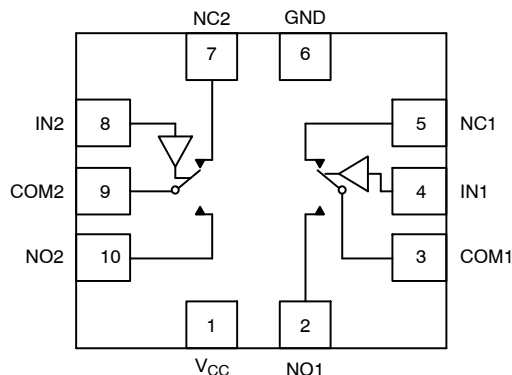 NC2 GND
7 6
IN2 8 5 NC1
COM2 9 4 IN1
NO2 10 3 COM1
1 2
VCC NO1